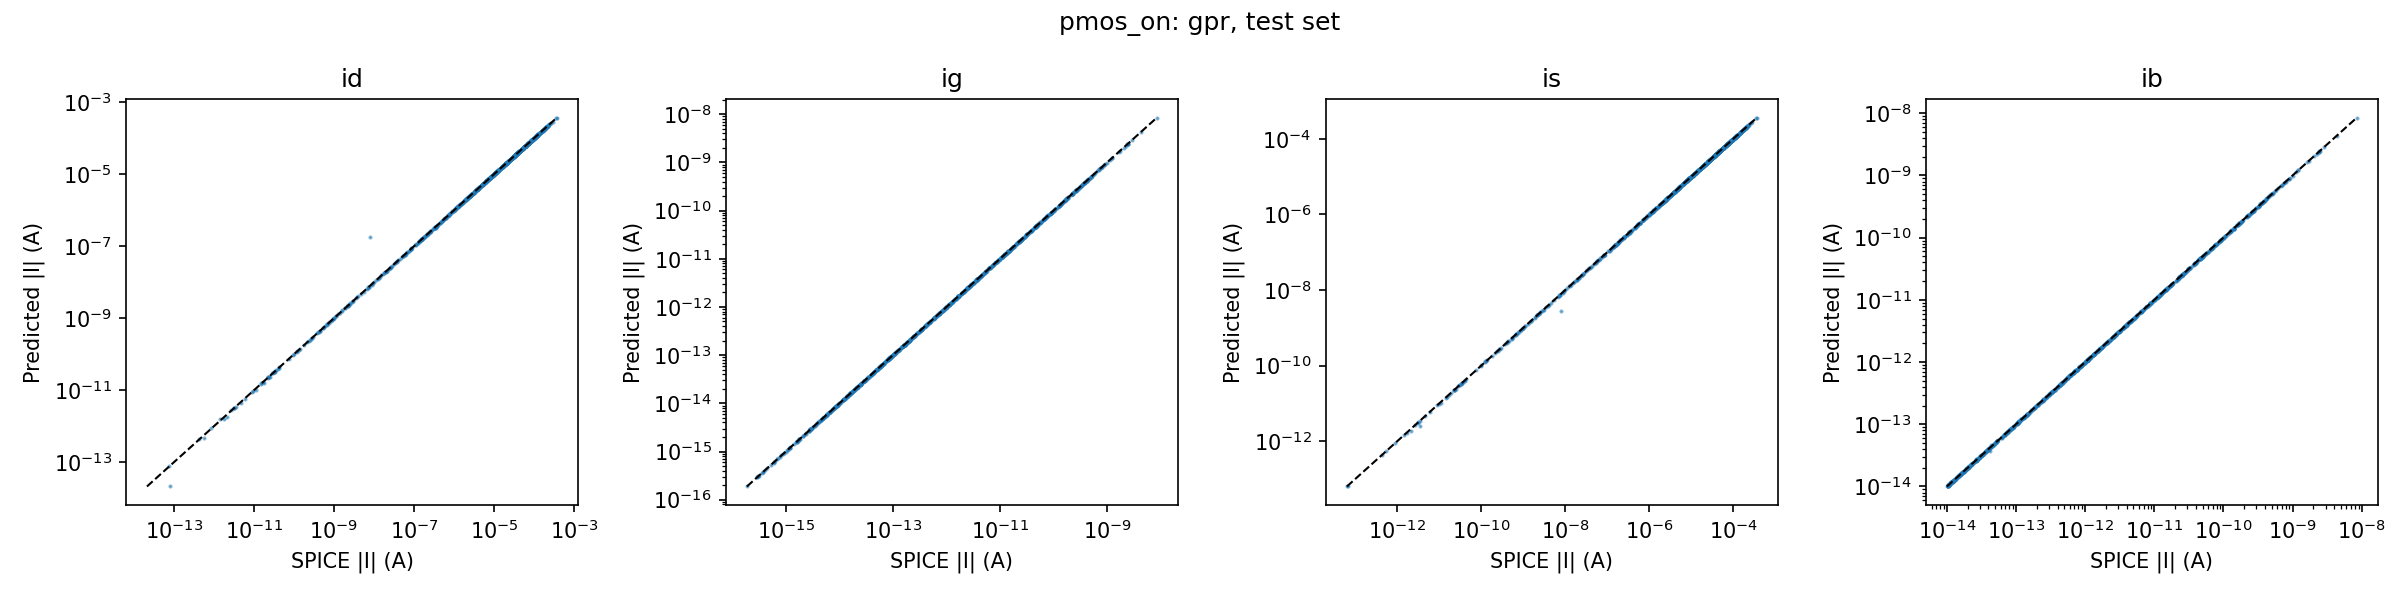 pmos_on: gpr, test set
id
10⁻³
10⁻⁵
10⁻⁷
10⁻⁹
10⁻¹¹
10⁻¹³
Predicted |I| (A)
10⁻¹³ 10⁻¹¹ 10⁻⁹ 10⁻⁷ 10⁻⁵ 10⁻³
SPICE |I| (A)
ig
10⁻⁸
10⁻⁹
10⁻¹⁰
10⁻¹¹
10⁻¹²
10⁻¹³
10⁻¹⁴
10⁻¹⁵
10⁻¹⁶
Predicted |I| (A)
10⁻¹⁵ 10⁻¹³ 10⁻¹¹ 10⁻⁹
SPICE |I| (A)
is
10⁻⁴
10⁻⁶
10⁻⁸
10⁻¹⁰
10⁻¹²
Predicted |I| (A)
10⁻¹² 10⁻¹⁰ 10⁻⁸ 10⁻⁶ 10⁻⁴
SPICE |I| (A)
ib
10⁻⁸
10⁻⁹
10⁻¹⁰
10⁻¹¹
10⁻¹²
10⁻¹³
10⁻¹⁴
Predicted |I| (A)
10⁻¹⁴ 10⁻¹³ 10⁻¹² 10⁻¹¹ 10⁻¹⁰ 10⁻⁹ 10⁻⁸
SPICE |I| (A)